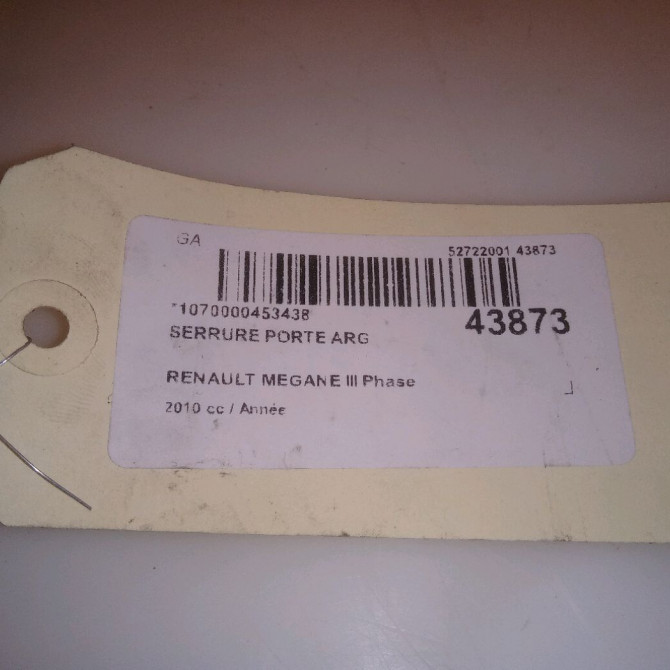 GA
52722001 43873
*1070000453438
43873
SERRURE PORTE ARG
RENAULT MEGANE III Phase
2010 cc / Année